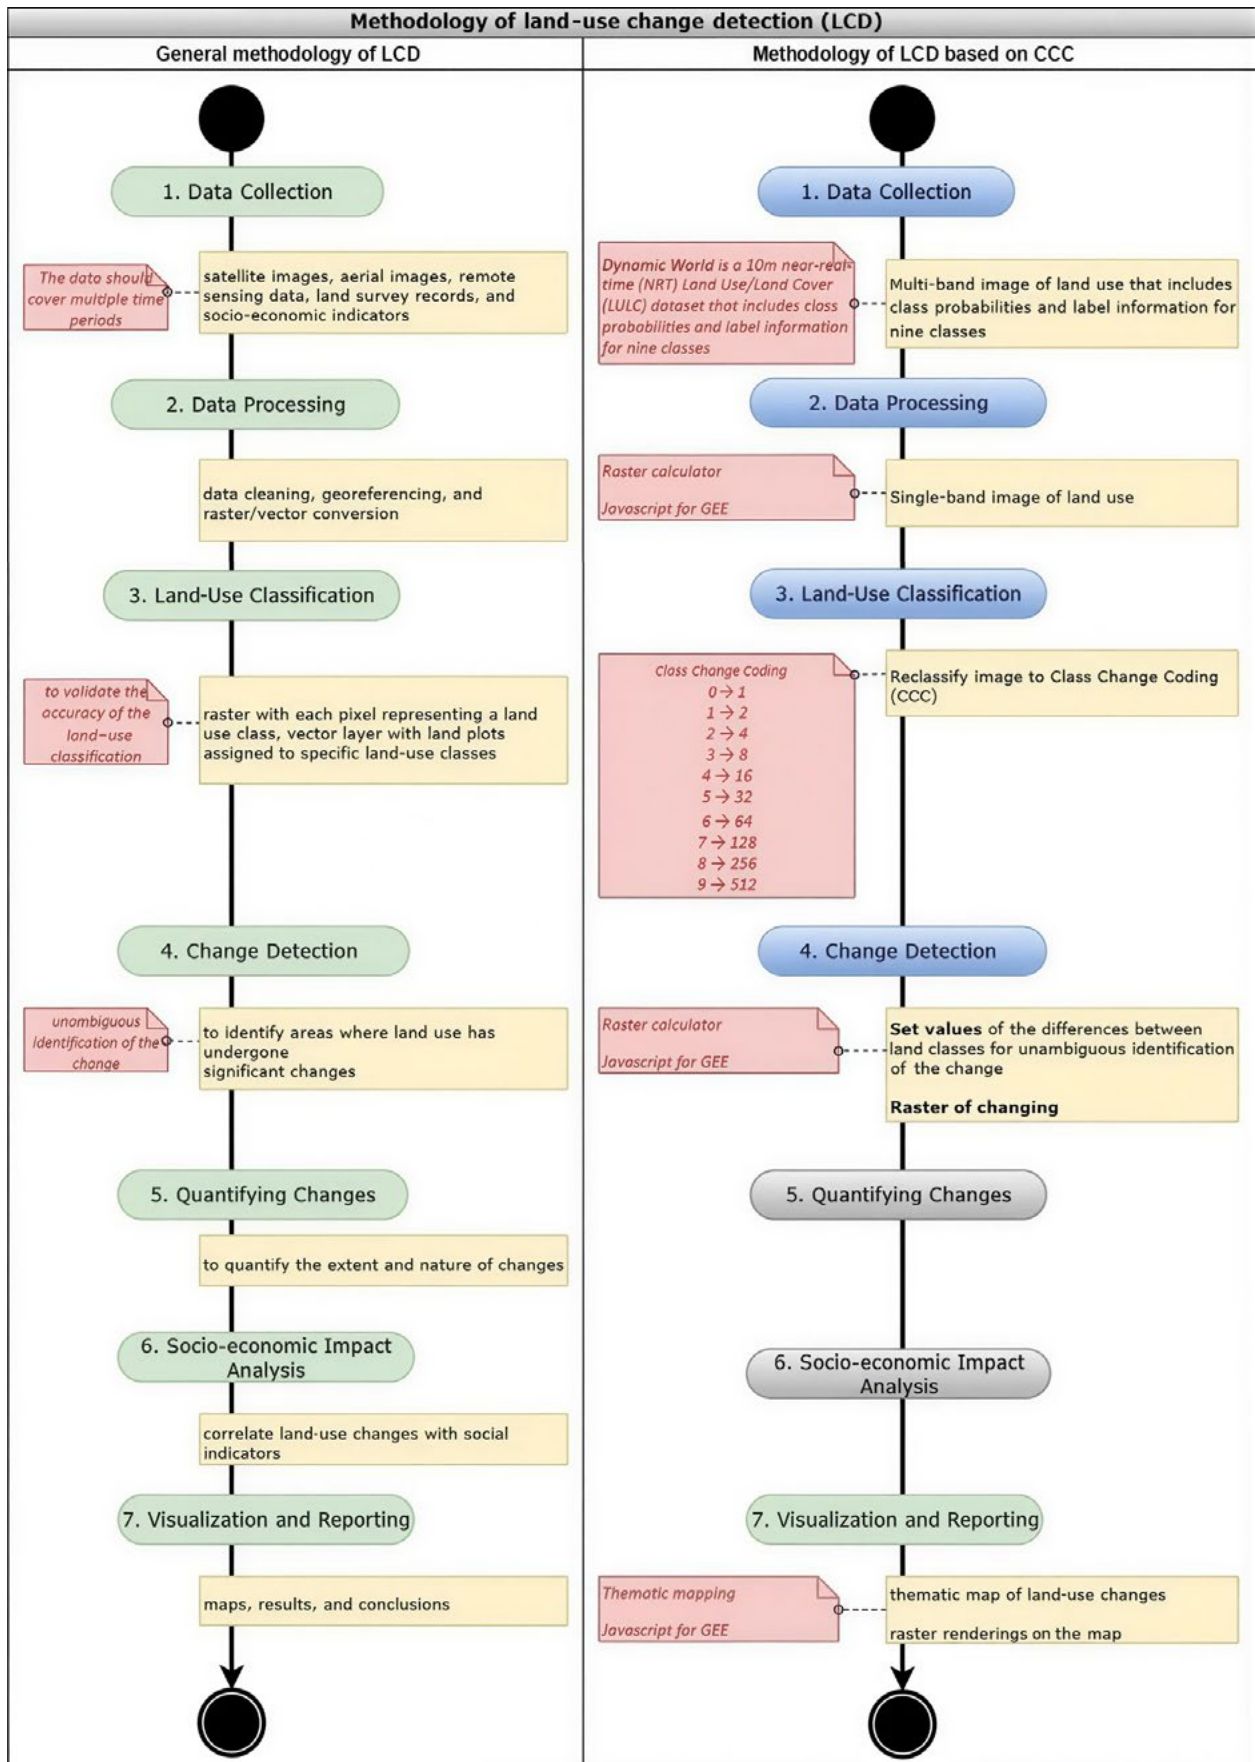 Methodology of land-use change detection (LCD)
General methodology of LCD
1. Data Collection
The dato should
cover multiple time
periods
satellite images, aerial images, remote
sensing data, land survey records, and
socio-economic indicators
2. Data Processing
data cleaning, georeferencing, and
raster/vector conversion
3. Land-Use Classification
to validate the
accuracy of the
land-use
classification
raster with each pixel representing a land
use class, vector layer with land plots
assigned to specific land-use classes
4. Change Detection
unombiguous
identification of the
change
to identify areas where land use has
undergone
significant changes
5. Quantifying Changes
to quantify the extent and nature of changes
6. Socio-economic Impact
Analysis
correlate land-use changes with social
indicators
7. Visualization and Reporting
maps, results, and conclusions
Methodology of LCD based on CCC
1. Data Collection
Dynamic World is a 10m near-real-
time (NRT) Land Use/Land Cover
(LULC) dataset that includes class
probabilities and label information
for nine classes
Multi-band image of land use that includes
class probabilities and label information for
nine classes
2. Data Processing
Raster calculator
Javascript for GEE
Single-band image of land use
3. Land-Use Classification
Class Change Coding
0 → 1
1 → 2
2 → 4
3 → 8
4 → 16
5 → 32
6 → 64
7 → 128
8 → 256
9 → 512
Reclassify image to Class Change Coding
(CCC)
4. Change Detection
Raster calculator
Javascript for GEE
Set values of the differences between
land classes for unambiguous identification
of the change
Raster of changing
5. Quantifying Changes
6. Socio-economic Impact
Analysis
7. Visualization and Reporting
Thematic mapping
Javascript for GEE
thematic map of land-use changes
raster renderings on the map